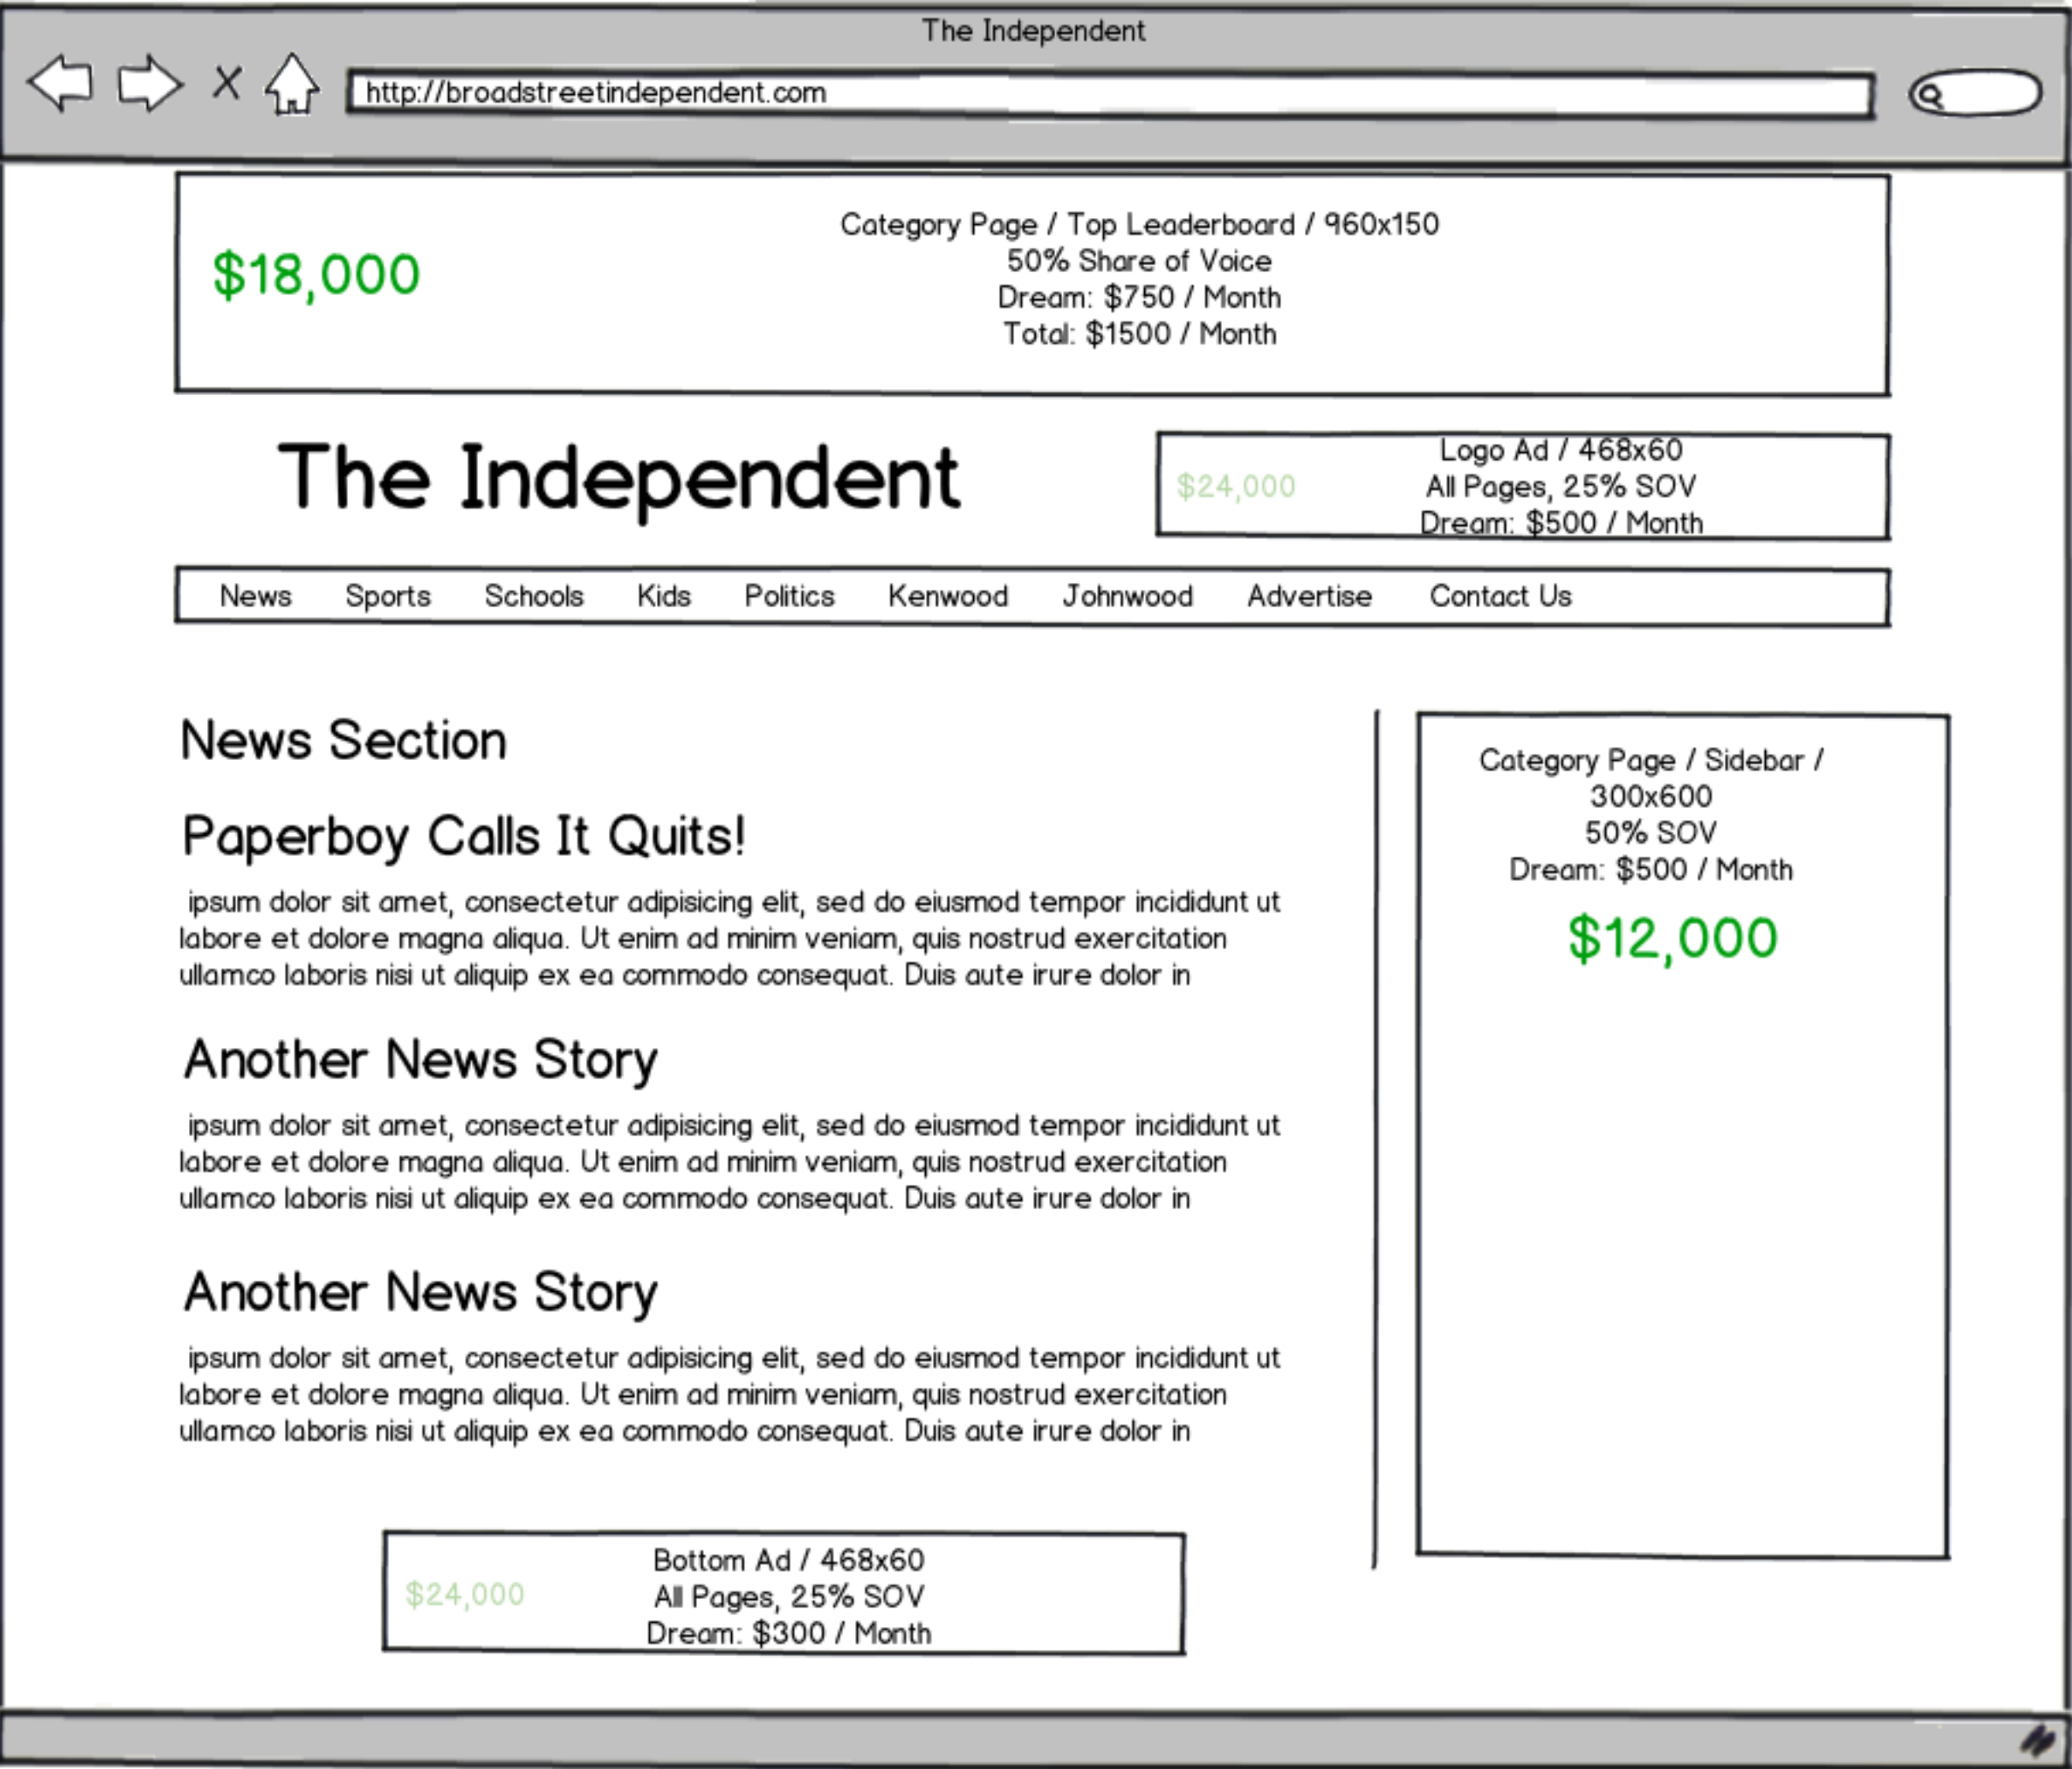 The Independent
http://broadstreetindependent.com
$18,000
Category Page / Top Leaderboard / 960x150
50% Share of Voice
Dream: $750 / Month
Total: $1500 / Month
The Independent
$24,000
Logo Ad / 468x60
All Pages, 25% SOV
Dream: $500 / Month
News Sports Schools Kids Politics Kenwood Johnwood Advertise Contact Us
News Section
Paperboy Calls It Quits!
ipsum dolor sit amet, consectetur adipisicing elit, sed do eiusmod tempor incididunt ut
labore et dolore magna aliqua. Ut enim ad minim veniam, quis nostrud exercitation
ullamco laboris nisi ut aliquip ex ea commodo consequat. Duis aute irure dolor in
Another News Story
ipsum dolor sit amet, consectetur adipisicing elit, sed do eiusmod tempor incididunt ut
labore et dolore magna aliqua. Ut enim ad minim veniam, quis nostrud exercitation
ullamco laboris nisi ut aliquip ex ea commodo consequat. Duis aute irure dolor in
Another News Story
ipsum dolor sit amet, consectetur adipisicing elit, sed do eiusmod tempor incididunt ut
labore et dolore magna aliqua. Ut enim ad minim veniam, quis nostrud exercitation
ullamco laboris nisi ut aliquip ex ea commodo consequat. Duis aute irure dolor in
Category Page / Sidebar /
300x600
50% SOV
Dream: $500 / Month
$12,000
$24,000
Bottom Ad / 468x60
All Pages, 25% SOV
Dream: $300 / Month